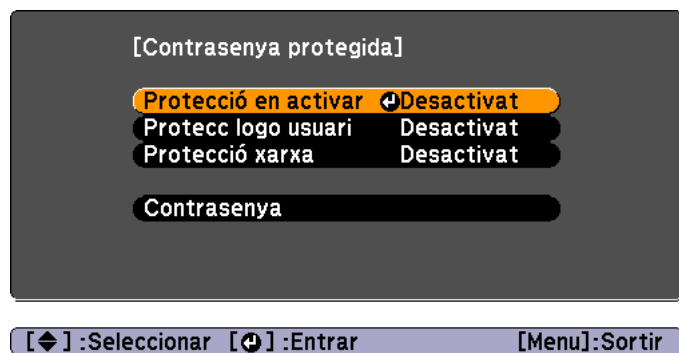 [Contrasenya protegida]
Protecció en activar Desactivat
Protecc logo usuari Desactivat
Protecció xarxa Desactivat
Contrasenya
[ ] :Seleccionar [ ] :Entrar [Menu]:Sortir